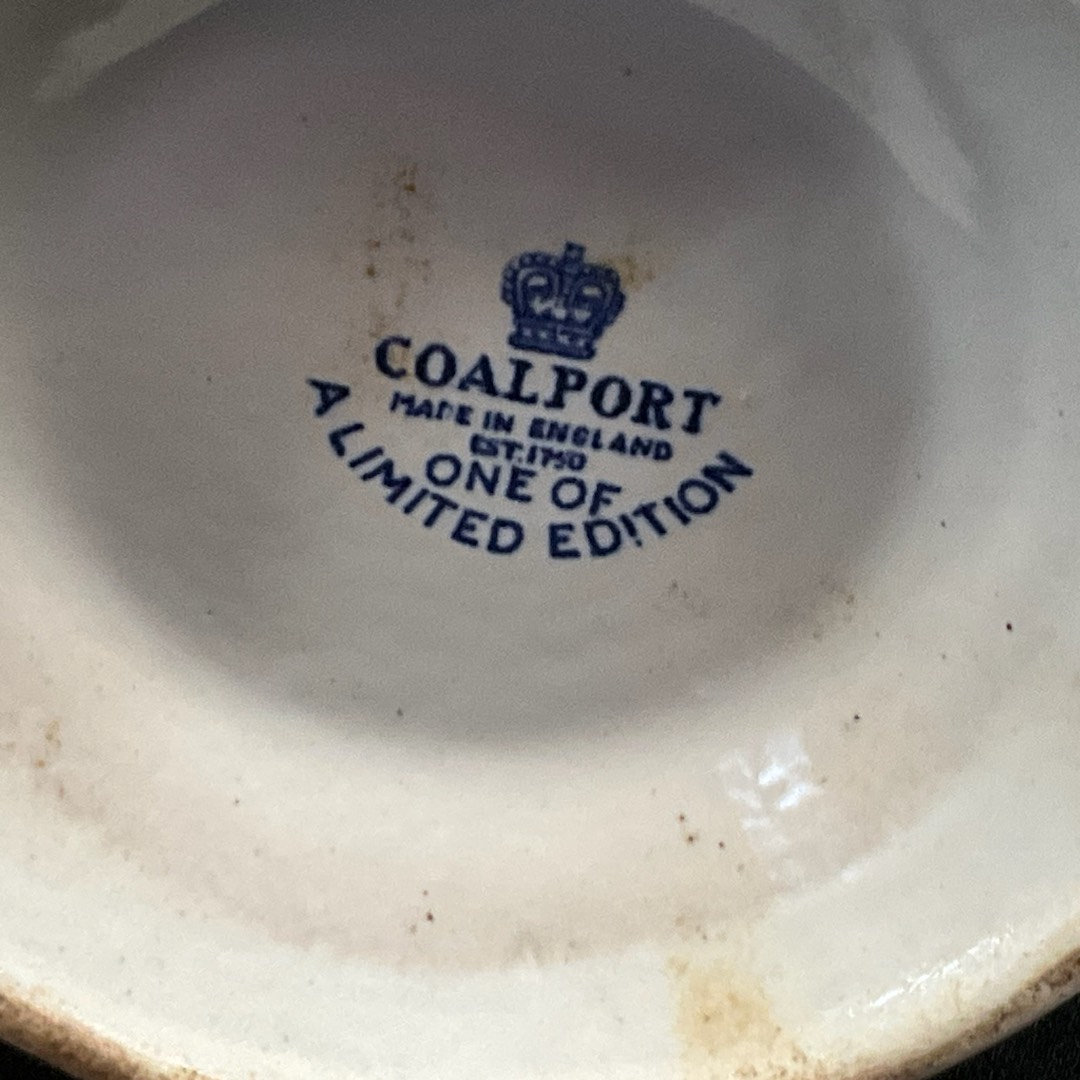 COALPORT
MADE IN ENGLAND
EST. 1750
ONE OF
A LIMITED EDITION